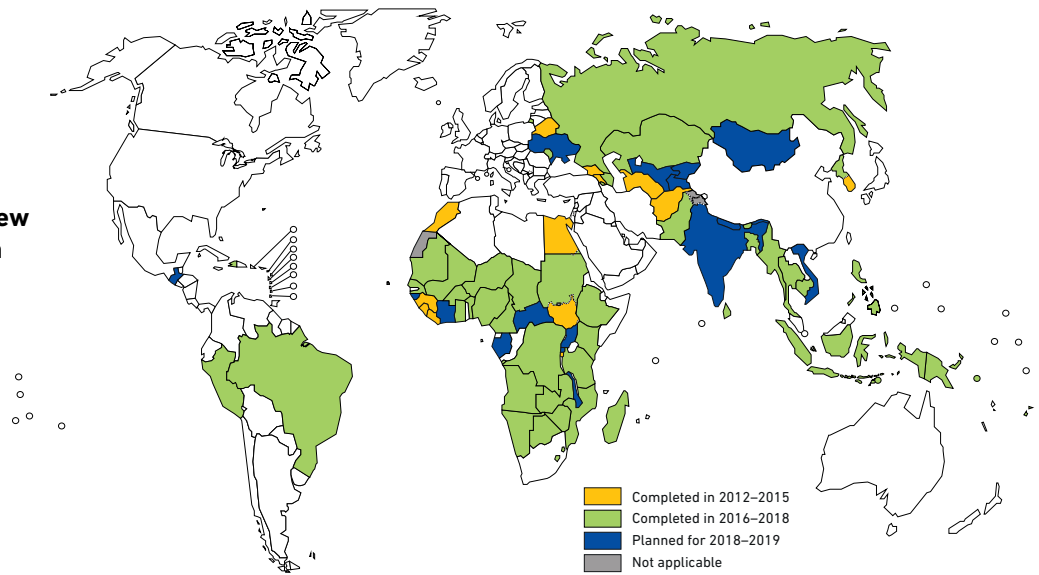 ew
Completed in 2012–2015
Completed in 2016–2018
Planned for 2018–2019
Not applicable